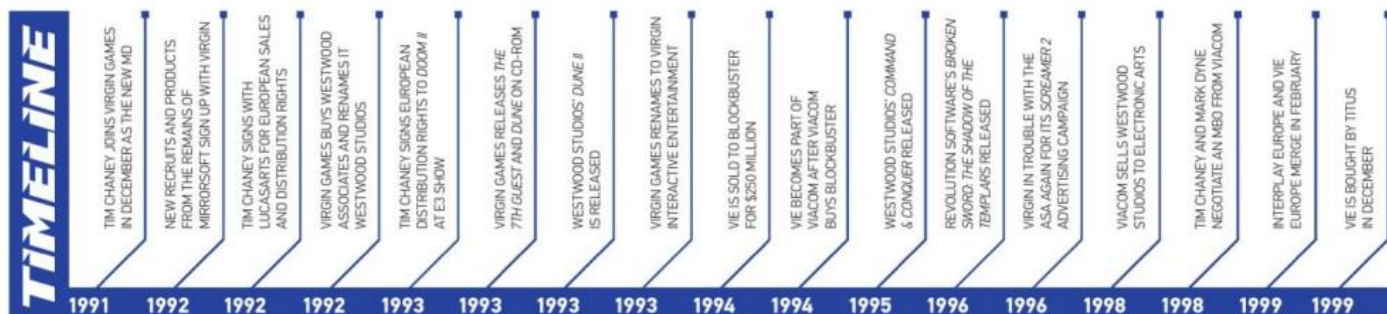 TIMELINE
TIM CHANEY JOINS VIRGIN GAMES
IN DECEMBER AS THE NEW MD
1991
NEW RECRUITS AND PRODUCTS
FROM THE REMAINS OF
MIRRORSOFT SIGN UP WITH VIRGIN
1992
TIM CHANEY SIGNS WITH
LUCASARTS FOR EUROPEAN SALES
AND DISTRIBUTION RIGHTS
1992
VIRGIN GAMES BUYS WESTWOOD
ASSOCIATES AND RENAMES IT
WESTWOOD STUDIOS
1992
TIM CHANEY SIGNS EUROPEAN
DISTRIBUTION RIGHTS TO DOOM II
AT E3 SHOW
1993
VIRGIN GAMES RELEASES THE
7TH GUEST AND DUNE ON CD-ROM
1993
WESTWOOD STUDIOS' DUNE II
IS RELEASED
1993
VIRGIN GAMES RENAMES TO VIRGIN
INTERACTIVE ENTERTAINMENT
1993
VIE IS SOLD TO BLOCKBUSTER
FOR $250 MILLION
1994
VIE BECOMES PART OF
VIACOM AFTER VIACOM
BUYS BLOCKBUSTER
1994
WESTWOOD STUDIOS' COMMAND
& CONQUER RELEASED
1995
REVOLUTION SOFTWARE'S BROKEN
SWORD: THE SHADOW OF THE
TEMPLARS RELEASED
1996
VIRGIN IN TROUBLE WITH THE
ASA AGAIN FOR ITS SCREAMER 2
ADVERTISING CAMPAIGN
1996
VIACOM SELLS WESTWOOD
STUDIOS TO ELECTRONIC ARTS
1998
TIM CHANEY AND MARK DYNE
NEGOTIATE AN MBO FROM VIACOM
1998
INTERPLAY EUROPE AND VIE
EUROPE MERGE IN FEBRUARY
1999
VIE IS BOUGHT BY TITUS
IN DECEMBER
1999